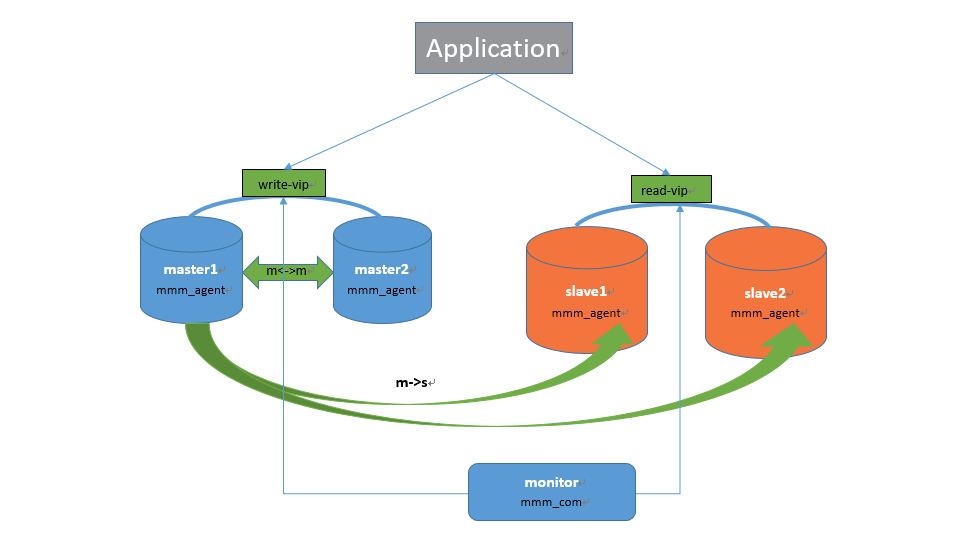 Application
write-vip
read-vip
master1
mmm_agent
m<->m
master2
mmm_agent
slave1
mmm_agent
slave2
mmm_agent
m->s
monitor
mmm_com